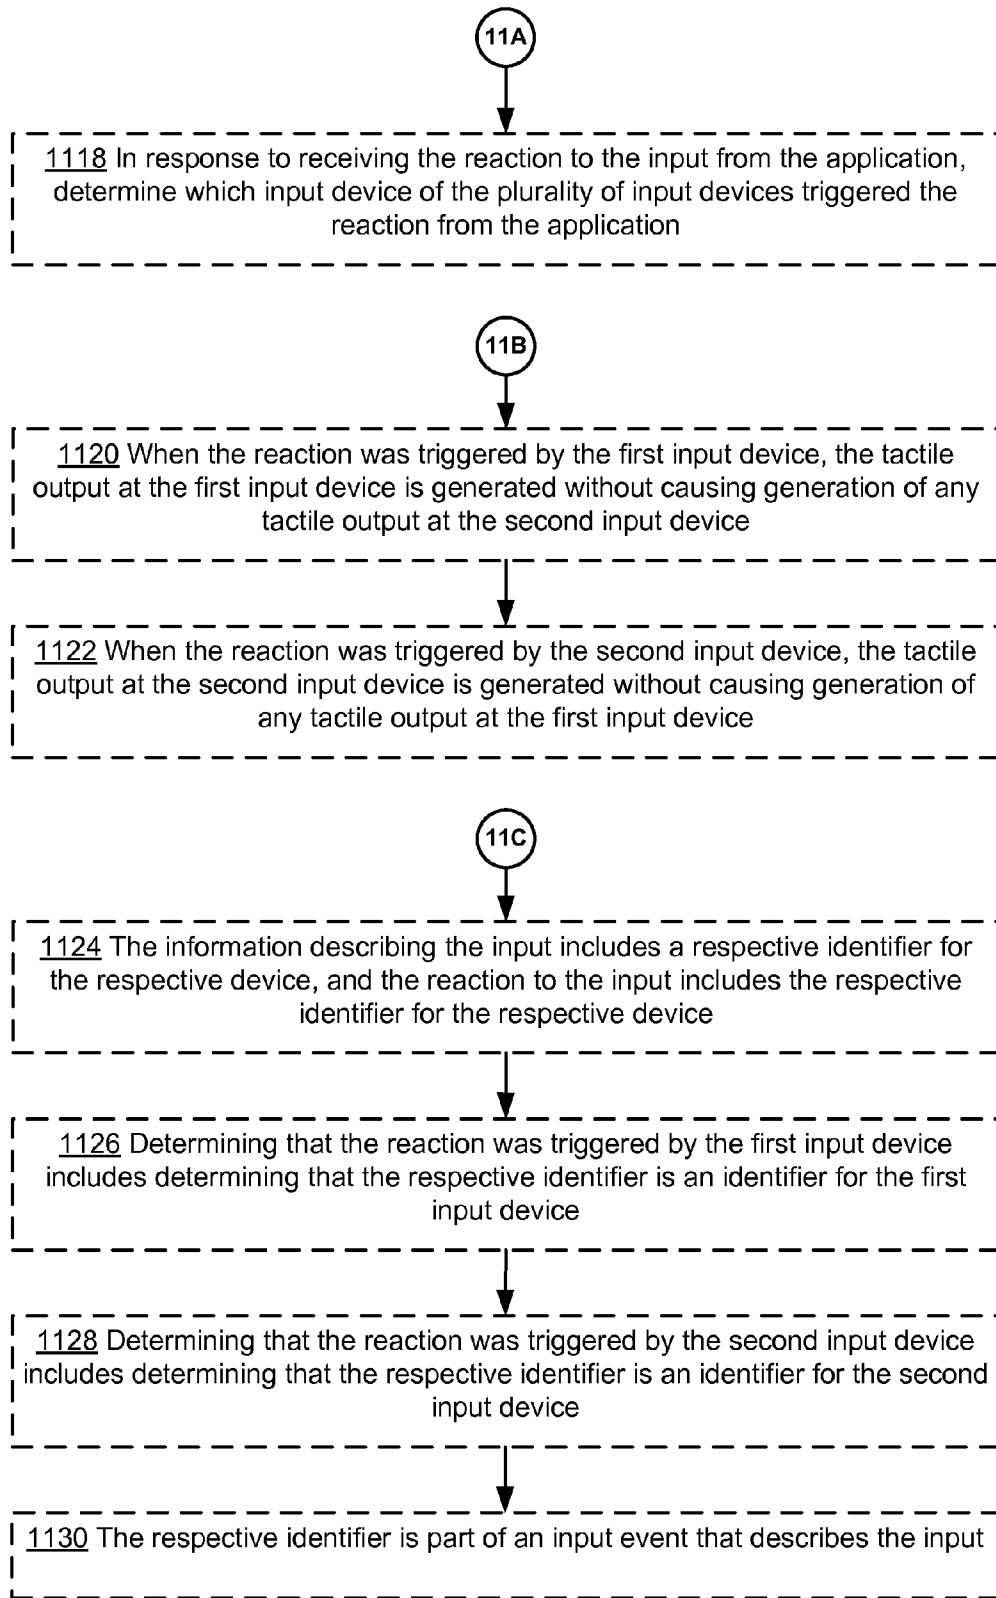 11A
1118 In response to receiving the reaction to the input from the application,
determine which input device of the plurality of input devices triggered the
reaction from the application
11B
1120 When the reaction was triggered by the first input device, the tactile
output at the first input device is generated without causing generation of any
tactile output at the second input device
1122 When the reaction was triggered by the second input device, the tactile
output at the second input device is generated without causing generation of
any tactile output at the first input device
11C
1124 The information describing the input includes a respective identifier for
the respective device, and the reaction to the input includes the respective
identifier for the respective device
1126 Determining that the reaction was triggered by the first input device
includes determining that the respective identifier is an identifier for the first
input device
1128 Determining that the reaction was triggered by the second input device
includes determining that the respective identifier is an identifier for the second
input device
1130 The respective identifier is part of an input event that describes the input